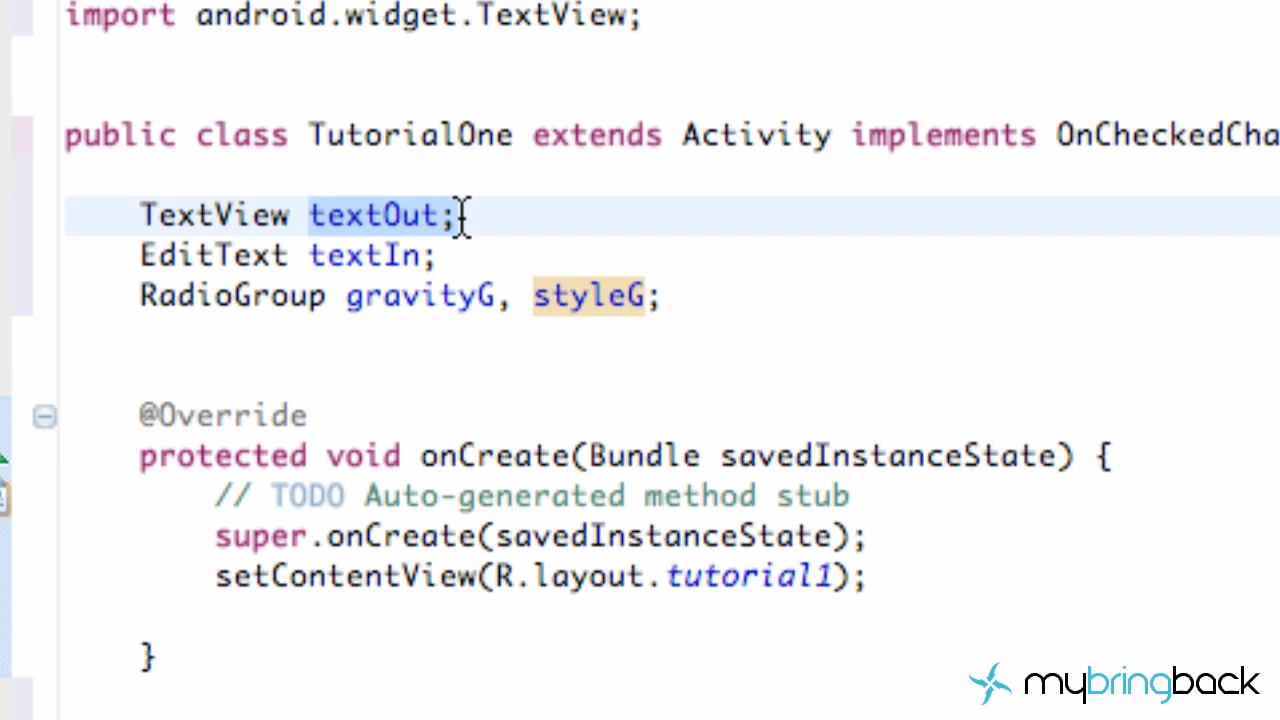 import android.widget.TextView;
public class TutorialOne extends Activity implements OnCheckedCha
TextView textOut;
EditText textIn;
RadioGroup gravityG, styleG;
@Override
protected void onCreate(Bundle savedInstanceState) {
// TODO Auto-generated method stub
super.onCreate(savedInstanceState);
setContentView(R.layout.tutorial1);
}
mybringback